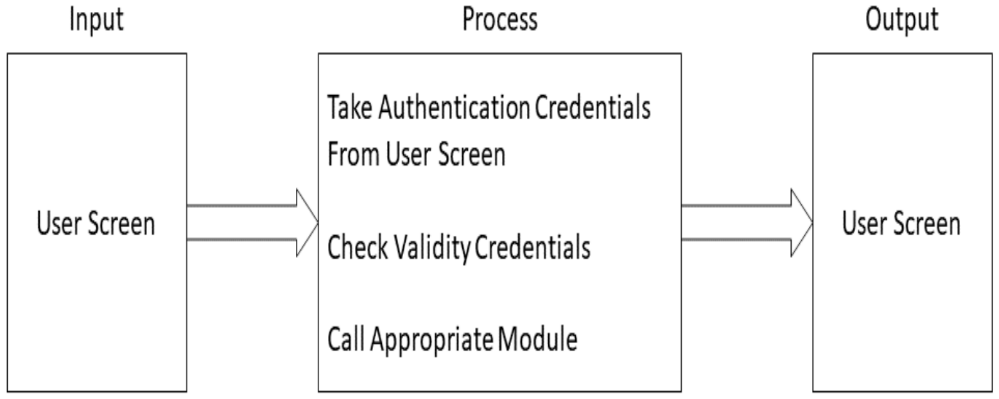 Input
Process
Output
User Screen
Take Authentication Credentials
From User Screen
Check Validity Credentials
Call Appropriate Module
User Screen